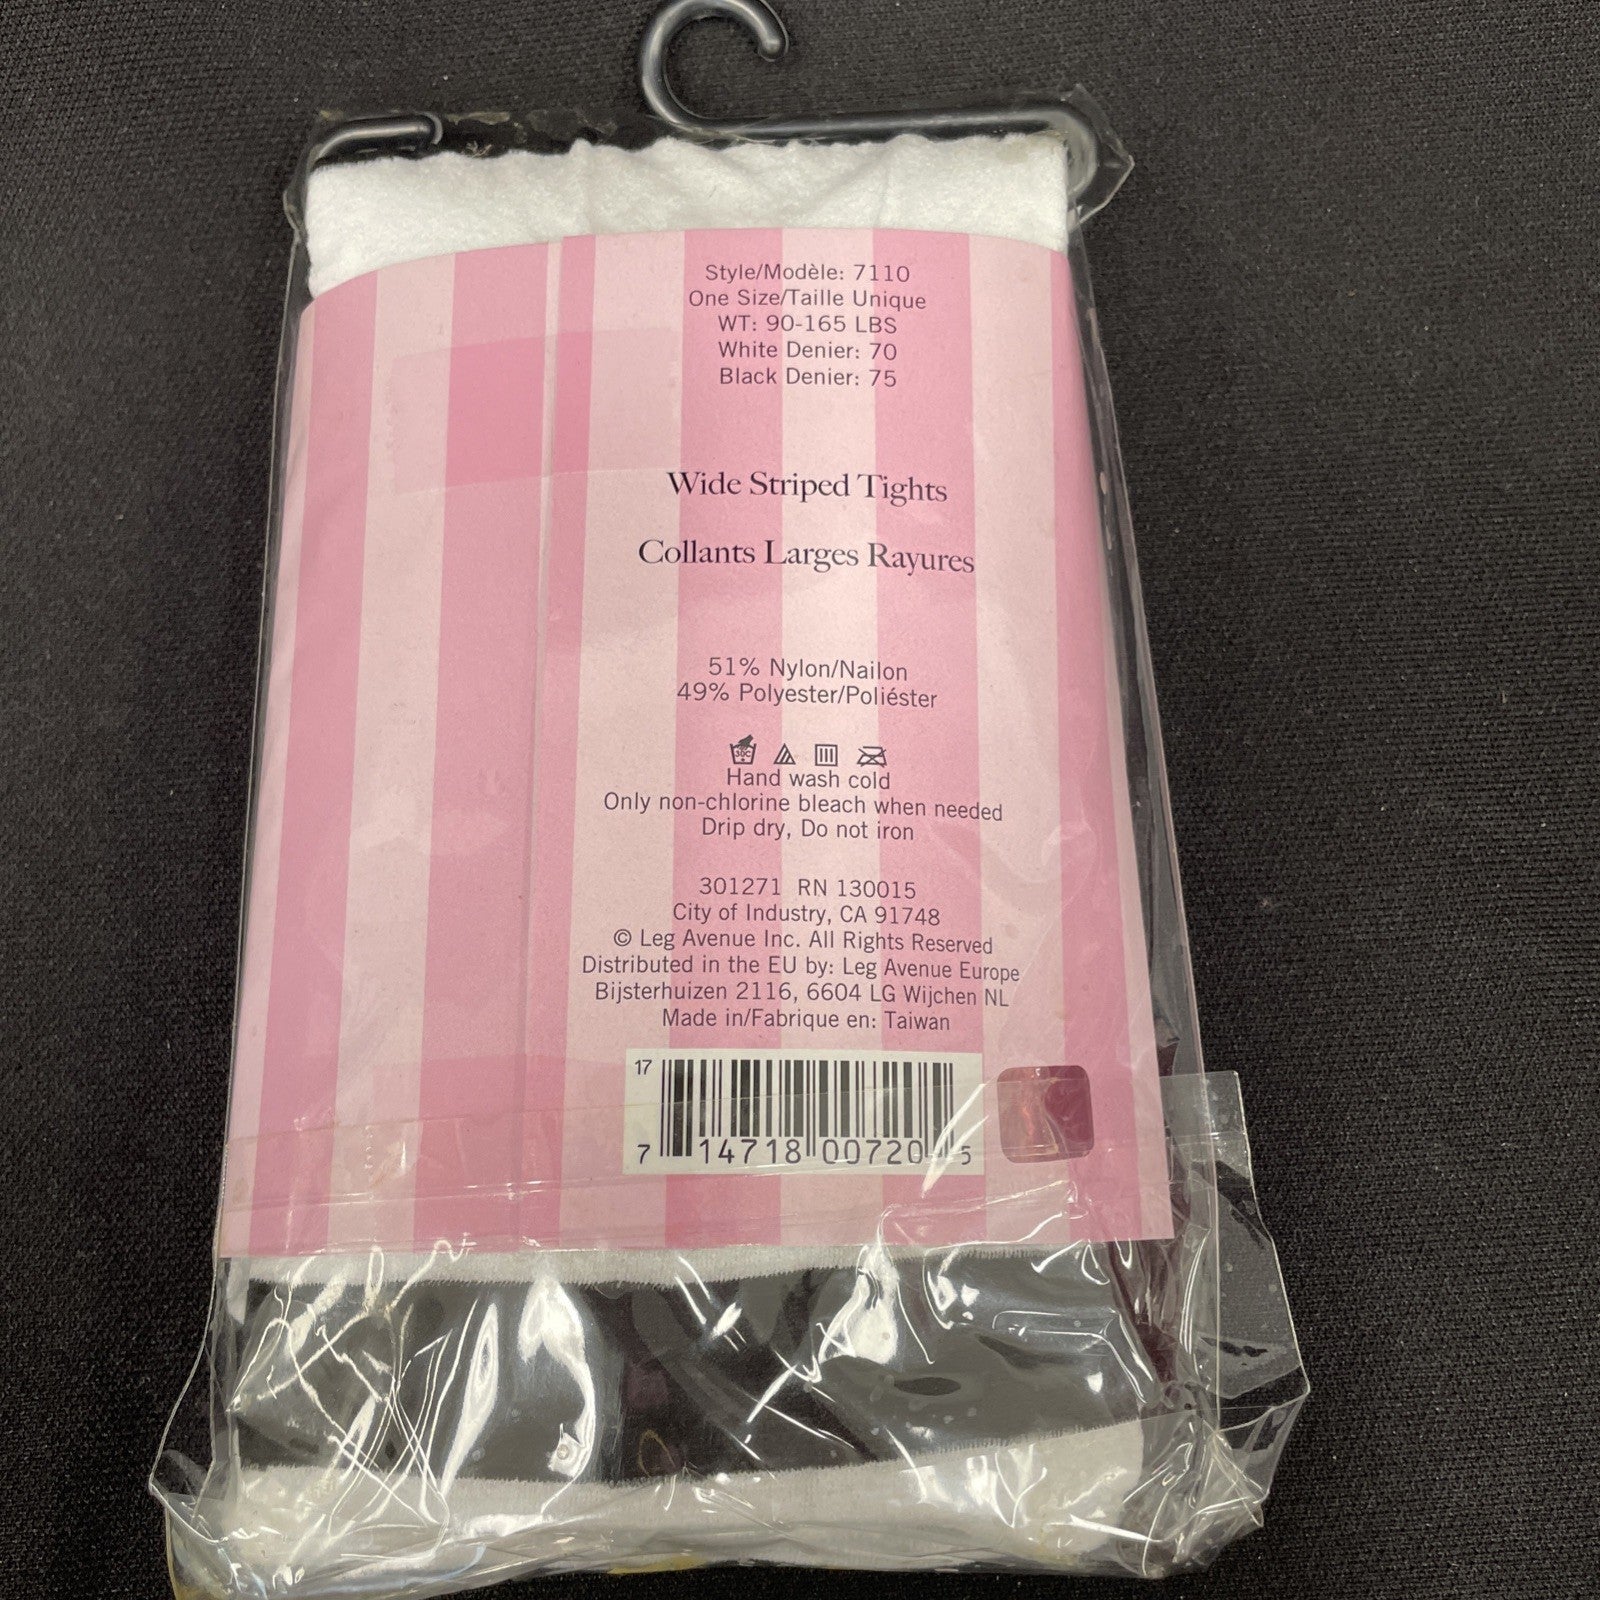 Style/Modèle: 7110
One Size/Taille Unique
WT: 90-165 LBS
White Denier: 70
Black Denier: 75
Wide Striped Tights
Collants Larges Rayures
51% Nylon/Nailon
49% Polyester/Poliéster
30C
Hand wash cold
Only non-chlorine bleach when needed
Drip dry, Do not iron
301271 RN 130015
City of Industry, CA 91748
© Leg Avenue Inc. All Rights Reserved
Distributed in the EU by: Leg Avenue Europe
Bijsterhuizen 2116, 6604 LG Wijchen NL
Made in/Fabrique en: Taiwan
17
7 14718 00720 5